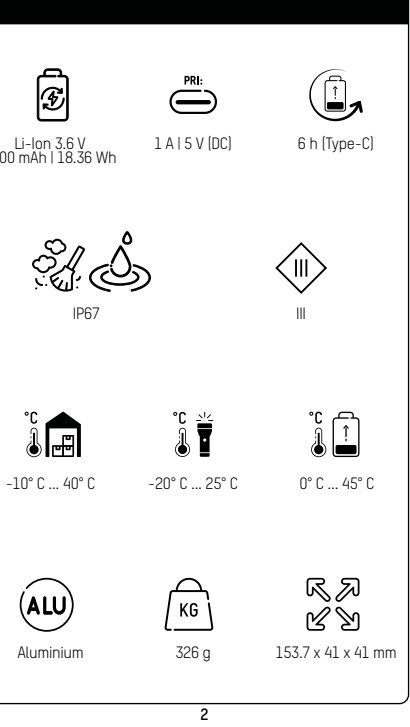 PRI:
Li-Ion 3.6 V
00 mAh | 18.36 Wh
1 A | 5 V (DC)
6 h (Type-C)
III
IP67
III
°C
°C
°C
-10° C ... 40° C
-20° C ... 25° C
0° C ... 45° C
ALU
KG
Aluminium
326 g
153.7 x 41 x 41 mm
2